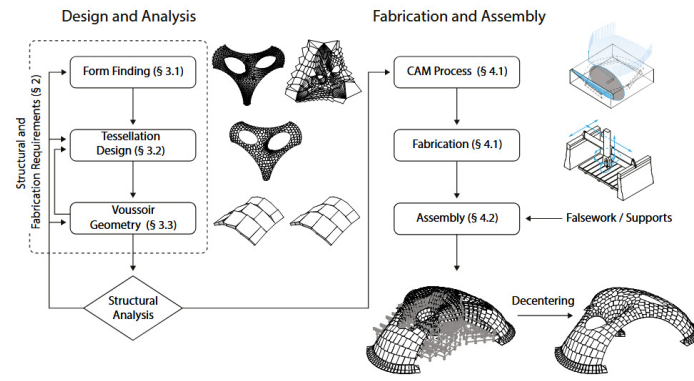 Design and Analysis
Fabrication and Assembly
Structural and
Fabrication Requirements (§ 2)
Form Finding (§ 3.1)
Tessellation
Design (§ 3.2)
Voussoir
Geometry (§ 3.3)
Structural
Analysis
CAM Process (§ 4.1)
Fabrication (§ 4.1)
Assembly (§ 4.2)
Falsework / Supports
Decentering